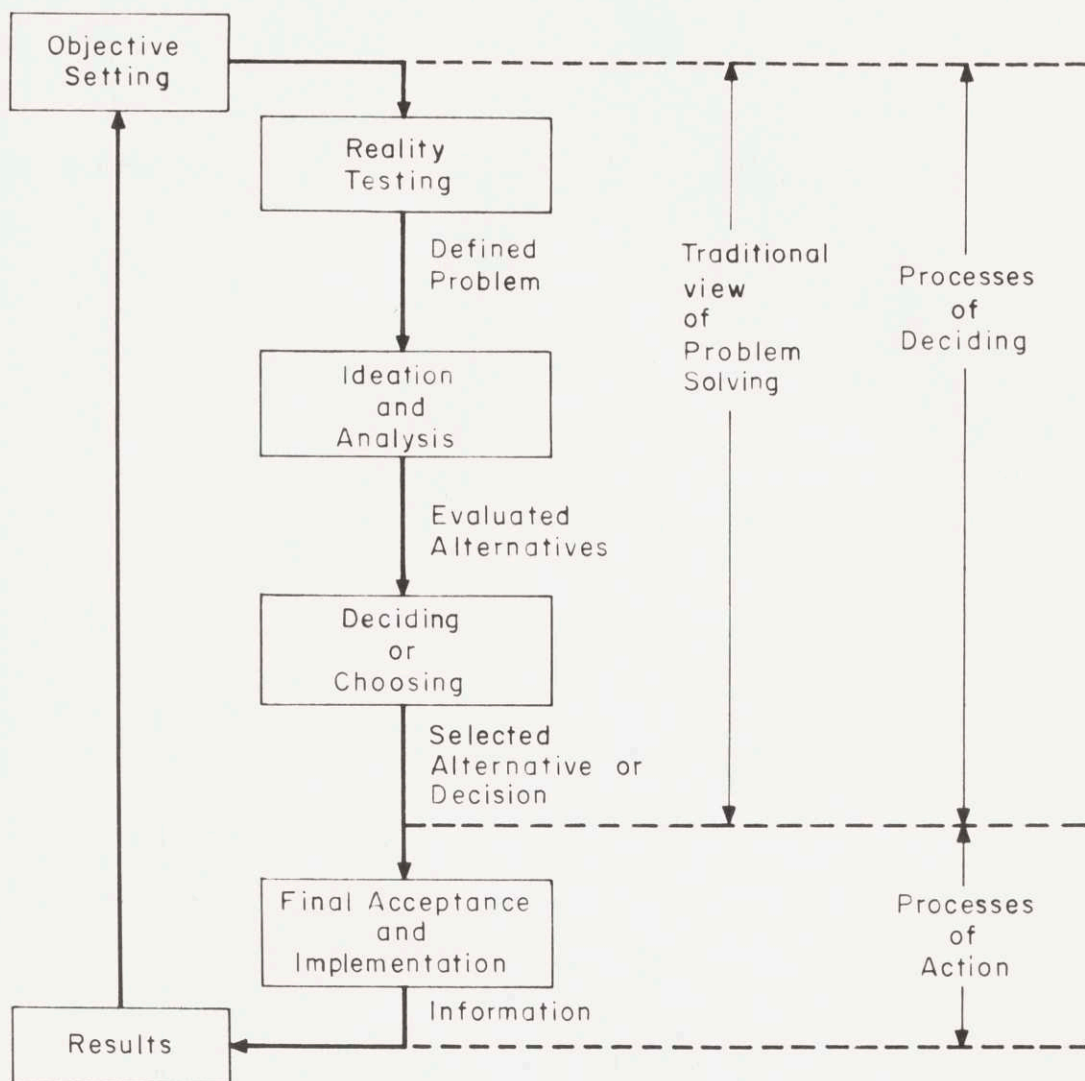 Objective
Setting
Reality
Testing
Defined
Problem
Ideation
and
Analysis
Evaluated
Alternatives
Deciding
or
Choosing
Selected
Alternative or
Decision
Final Acceptance
and
Implementation
Information
Results
Traditional
view
of
Problem
Solving
Processes
of
Deciding
Processes
of
Action